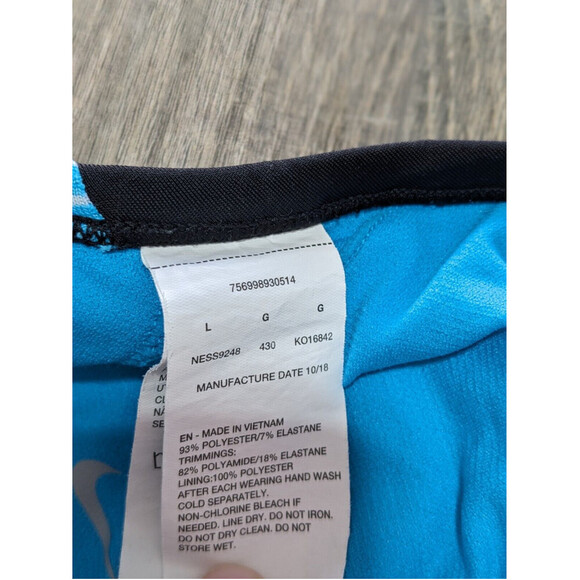 756998930514
L G G
NESS9248 430 KO16842
MANUFACTURE DATE 10/18
EN - MADE IN VIETNAM
93% POLYESTER/7% ELASTANE
TRIMMINGS:
82% POLYAMIDE/18% ELASTANE
LINING:100% POLYESTER
AFTER EACH WEARING HAND WASH
COLD SEPARATELY.
NON-CHLORINE BLEACH IF
NEEDED. LINE DRY. DO NOT IRON.
DO NOT DRY CLEAN. DO NOT
STORE WET.